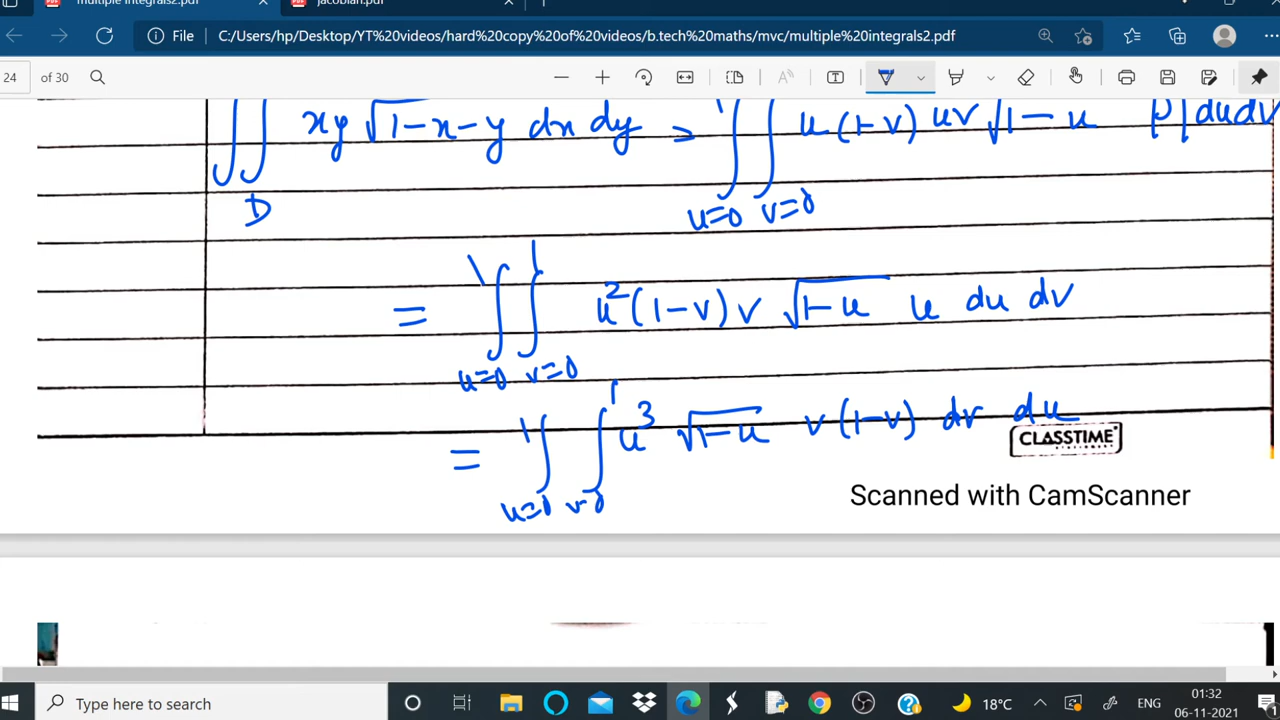 multiple integrals2.pdf
jacobian.pdf
File C:/Users/hp/Desktop/YT%20videos/hard%20copy%20of%20videos/b.tech%20maths/mvc/multiple%20integrals2.pdf
24 of 30
∬ xy √1-x-y dx dy = ∬ u(1-v) uv √1-u |J| du dv
D u=0 v=0
= ∫_{u=0}^{1} ∫_{v=0}^{1} u²(1-v) v √1-u u du dv
= ∫_{u=0}^{1} ∫_{v=0}^{1} u³ √1-u v(1-v) dv du
CLASSTIME
Scanned with CamScanner
Type here to search
18°C ENG 01:32
06-11-2021